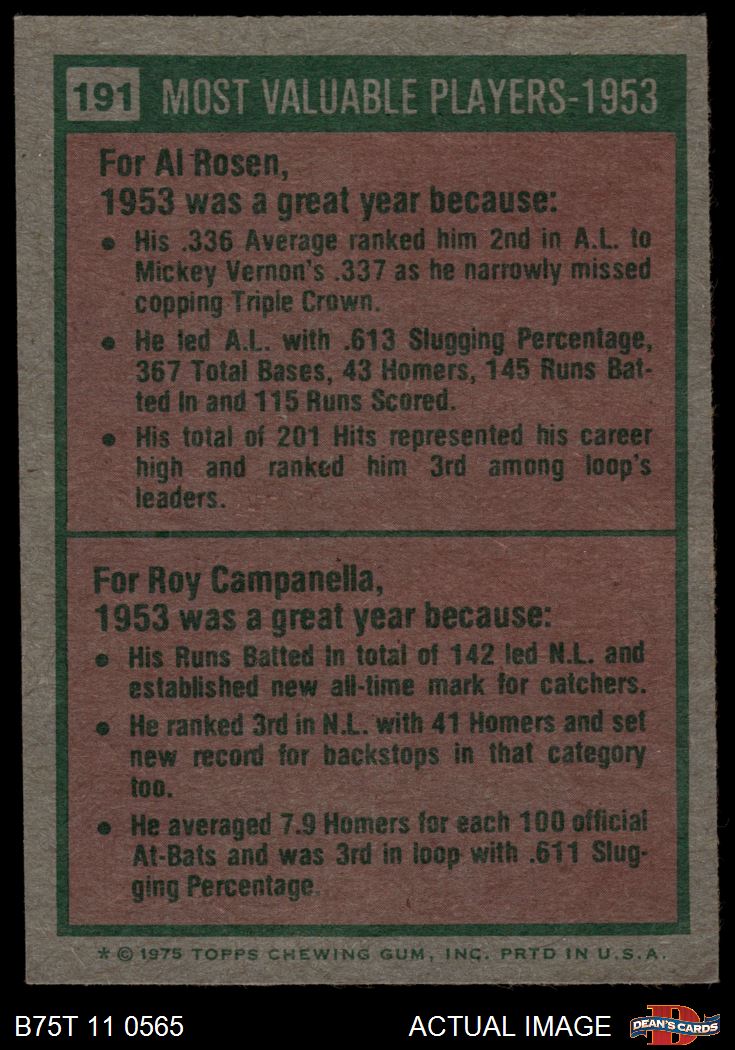 191 MOST VALUABLE PLAYERS-1953
For Al Rosen,
1953 was a great year because:
• His .336 Average ranked him 2nd in A.L. to
Mickey Vernon's .337 as he narrowly missed
copping Triple Crown.
• He led A.L. with .613 Slugging Percentage,
367 Total Bases, 43 Homers, 145 Runs Bat-
ted In and 115 Runs Scored.
• His total of 201 Hits represented his career
high and ranked him 3rd among loop's
leaders.
For Roy Campanella,
1953 was a great year because:
• His Runs Batted In total of 142 led N.L. and
established new all-time mark for catchers.
• He ranked 3rd in N.L. with 41 Homers and set
new record for backstops in that category
too.
• He averaged 7.9 Homers for each 100 official
At-Bats and was 3rd in loop with .611 Slug-
ging Percentage.
* © 1975 TOPPS CHEWING GUM, INC. PRTD IN U.S.A.
B75T 11 0565 ACTUAL IMAGE D DEAN'S CARDS